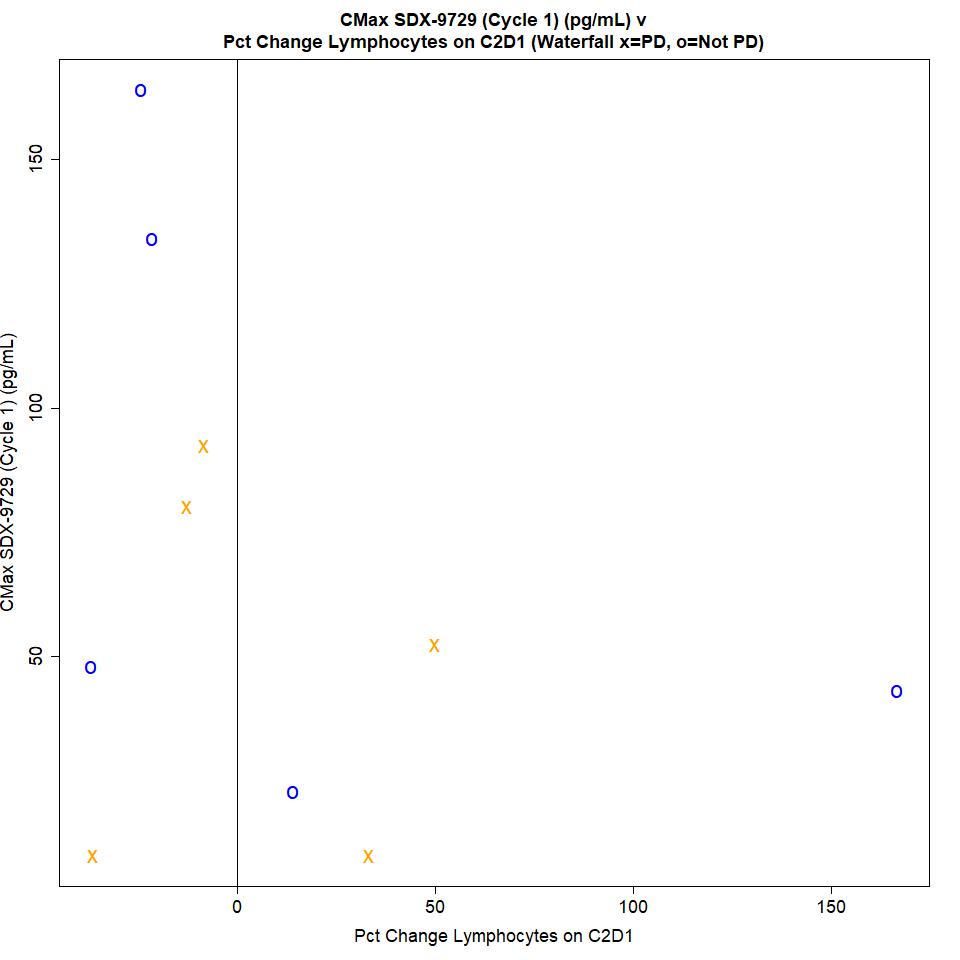 CMax SDX-9729 (Cycle 1) (pg/mL) v
Pct Change Lymphocytes on C2D1 (Waterfall x=PD, o=Not PD)
CMax SDX-9729 (Cycle 1) (pg/mL)
150
100
50
O
O
X
X
X
O
O
O
X
X
0
50
100
150
Pct Change Lymphocytes on C2D1